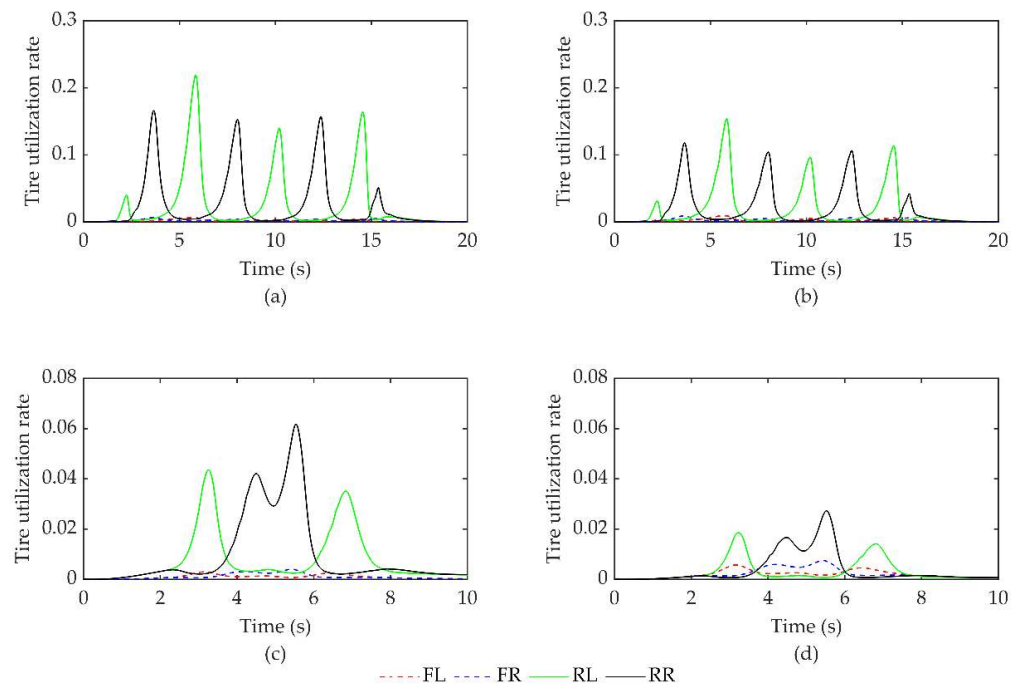 Tire utilization rate
0.3
0.2
0.1
0
0 5 10 15 20
Time (s)
(a)
Tire utilization rate
0.3
0.2
0.1
0
0 5 10 15 20
Time (s)
(b)
Tire utilization rate
0.08
0.06
0.04
0.02
0
0 2 4 6 8 10
Time (s)
(c)
Tire utilization rate
0.08
0.06
0.04
0.02
0
0 2 4 6 8 10
Time (s)
(d)
FL FR RL RR